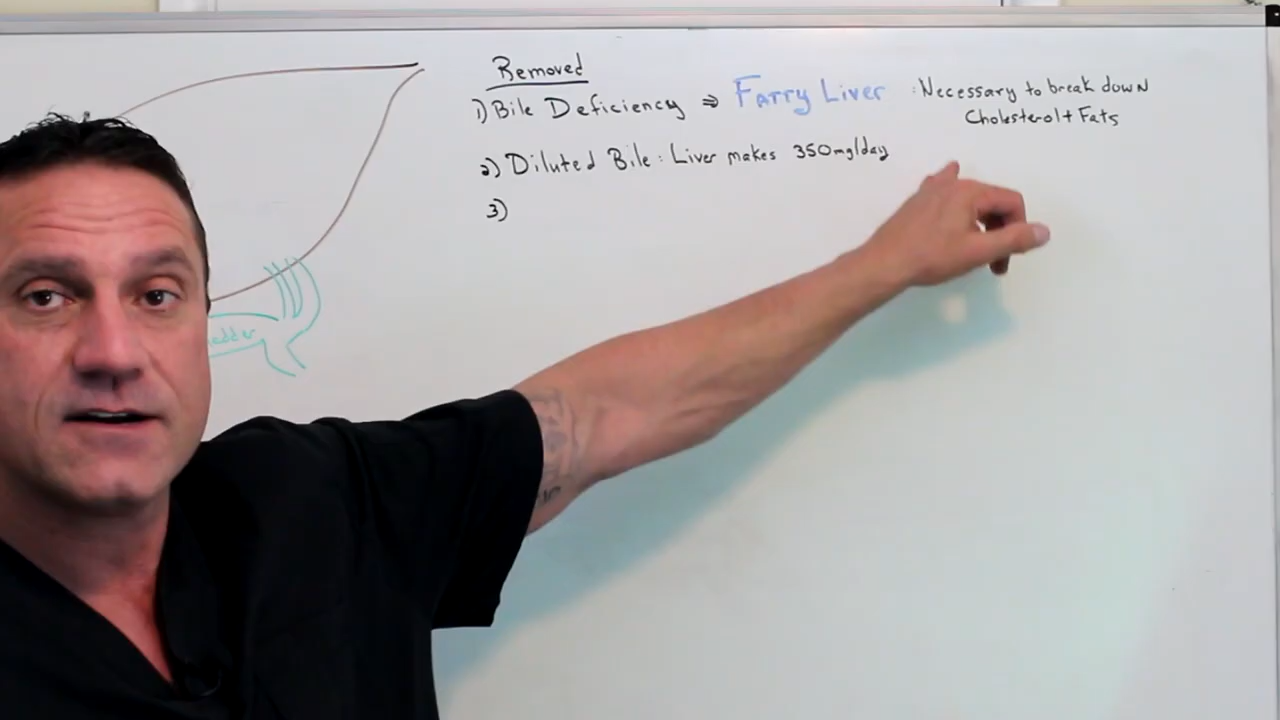 Removed
1) Bile Deficiency ⇒ Fatty Liver : Necessary to break down
Cholesterol + Fats
2) Diluted Bile : Liver makes 350mg/day
3)
adder